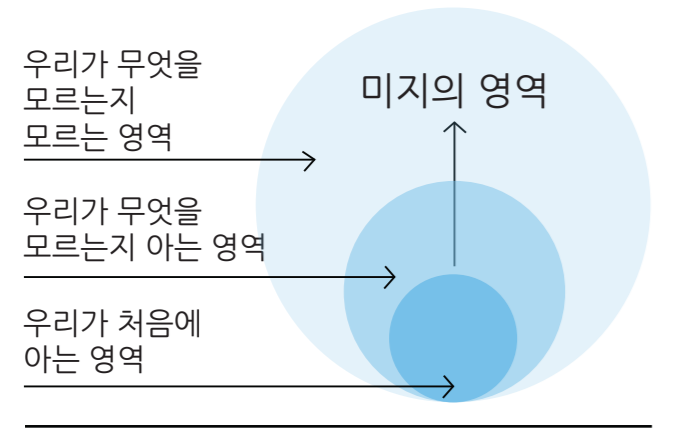 우리가 무엇을
모르는지
모르는 영역
미지의 영역
우리가 무엇을
모르는지 아는 영역
우리가 처음에
아는 영역